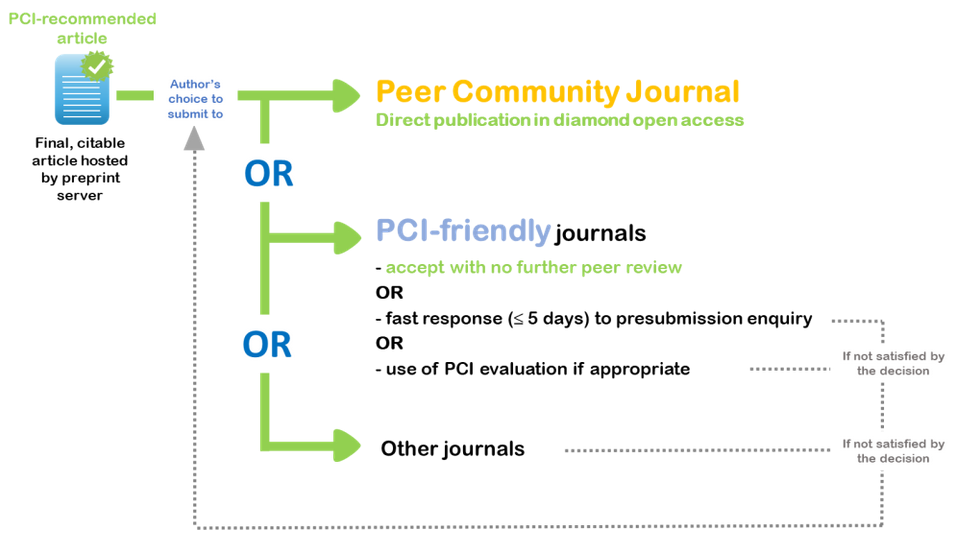 PCI-recommended
article
Final, citable
article hosted
by preprint
server
Author's
choice to
submit to
Peer Community Journal
Direct publication in diamond open access
OR
PCI-friendly journals
- accept with no further peer review
OR
- fast response (≤ 5 days) to presubmission enquiry
OR
- use of PCI evaluation if appropriate
If not satisfied by
the decision
OR
Other journals
If not satisfied by
the decision